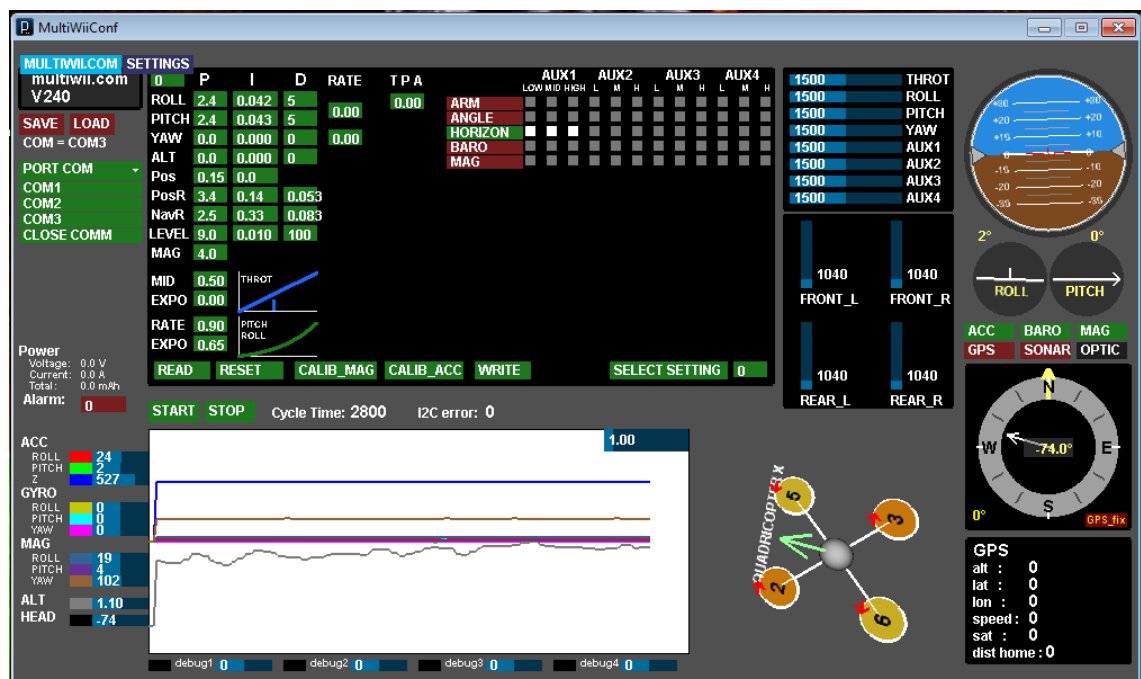 MultiWiiConf
MULTIWII.COM SETTINGS
multiwii.com
V240
SAVE LOAD
COM = COM3
PORT COM
COM1
COM2
COM3
CLOSE COMM
Power
Voltage: 0.0 V
Current: 0.0 A
Total: 0.0 mAh
Alarm: 0
0 P I D RATE T P A
ROLL 2.4 0.042 5 0.00
PITCH 2.4 0.043 5 0.00
YAW 0.0 0.000 0 0.00
ALT 0.0 0.000 0
Pos 0.15 0.0
PosR 3.4 0.14 0.053
NavR 2.5 0.33 0.083
LEVEL 9.0 0.010 100
MAG 4.0
MID 0.50 THROT
EXPO 0.00
RATE 0.90 PITCH
EXPO 0.65 ROLL
AUX1 AUX2 AUX3 AUX4
LOW MID HIGH L M H L M H L M H
ARM
ANGLE
HORIZON
BARO
MAG
READ RESET CALIB_MAG CALIB_ACC WRITE SELECT SETTING 0
START STOP Cycle Time: 2800 I2C error: 0
1500 THROT
1500 ROLL
1500 PITCH
1500 YAW
1500 AUX1
1500 AUX2
1500 AUX3
1500 AUX4
1040 1040
FRONT_L FRONT_R
1040 1040
REAR_L REAR_R
+30 +30
+20 +20
+10 +10
0 0
-10 -10
-20 -20
-30 -30
2° 0°
ROLL PITCH
ACC BARO MAG
GPS SONAR OPTIC
N
W -74.0° E
S
0° GPS_fix
GPS
alt : 0
lat : 0
lon : 0
speed : 0
sat : 0
dist home : 0
ACC
ROLL 24
PITCH 2
Z 527
GYRO
ROLL 0
PITCH 0
YAW 0
MAG
ROLL 19
PITCH 4
YAW 102
ALT 1.10
HEAD -74
1.00
debug1 0 debug2 0 debug3 0 debug4 0
QUADRICOPTER X
5
3
2
6